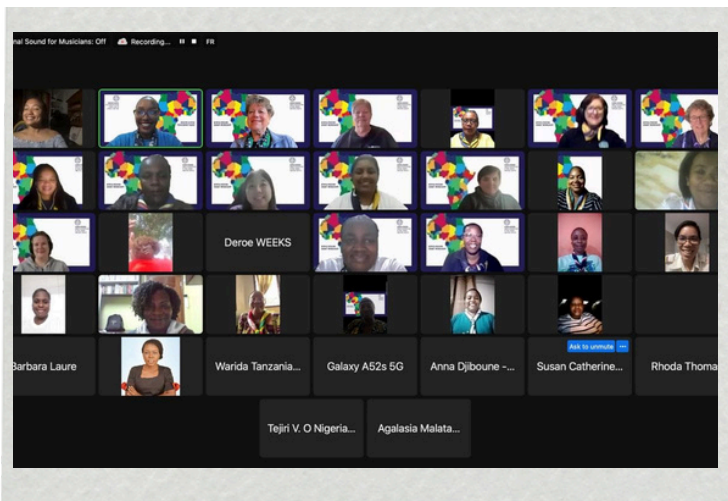 nal Sound for Musicians: Off Recording... FR
Deroe WEEKS
Ask to unmute
Barbara Laure
Warida Tanzania...
Galaxy A52s 5G
Anna Djiboune -...
Susan Catherine...
Rhoda Thoma
Tejiri V. O Nigeria...
Agalasia Malata...